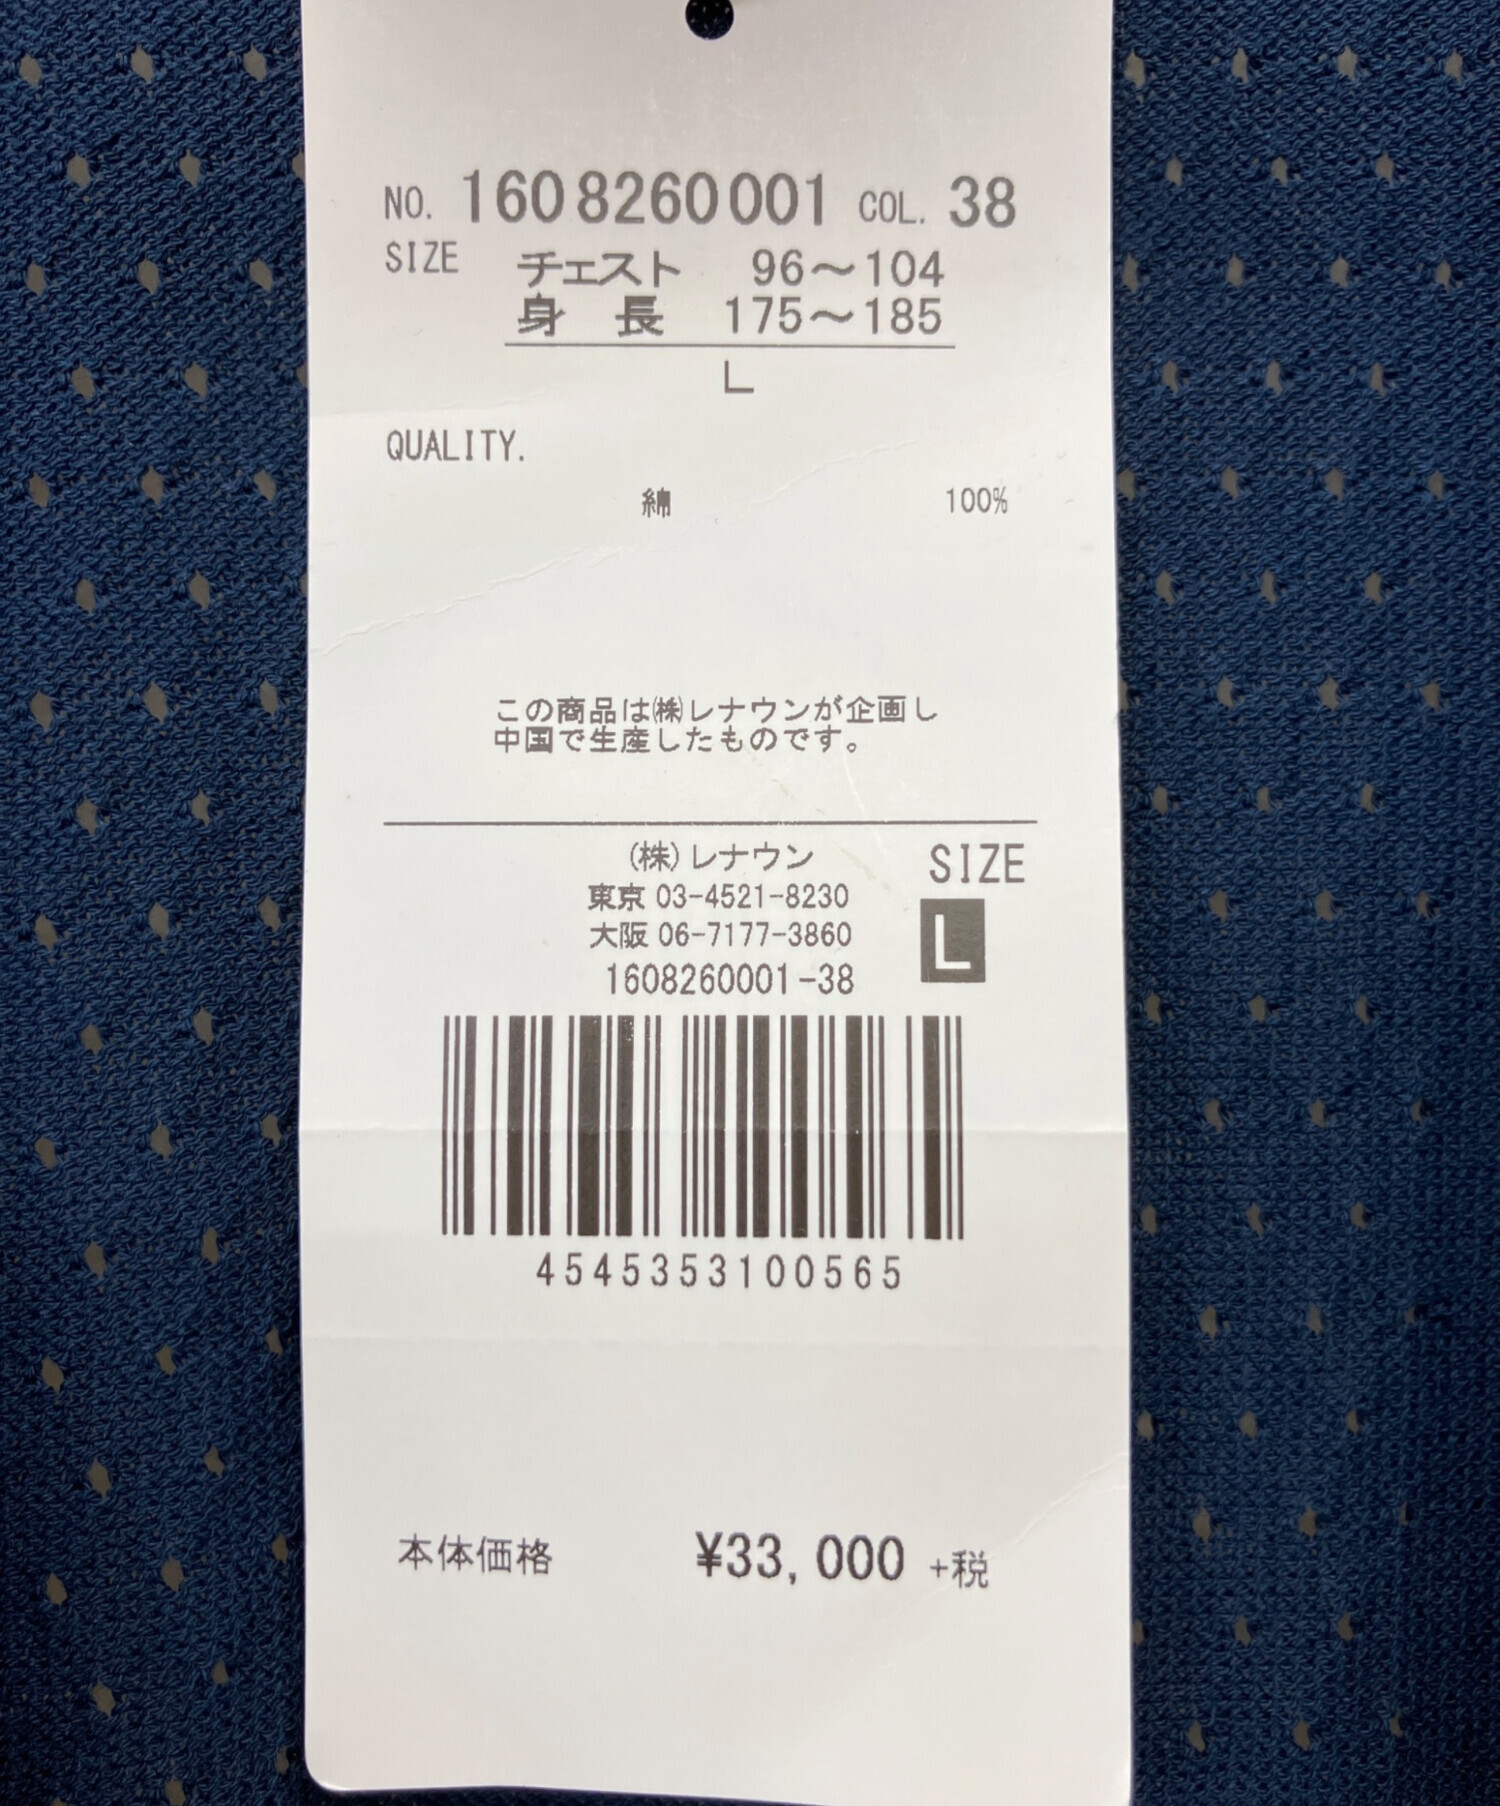 NO. 1608260001 COL. 38
SIZE チェスト 96～104
身長 175～185
L
QUALITY.
綿 100%
この商品は㈱レナウンが企画し
中国で生産したものです。
(株)レナウン
東京 03-4521-8230
大阪 06-7177-3860
1608260001-38
SIZE
L
4545353100565
本体価格 ¥33,000 +税